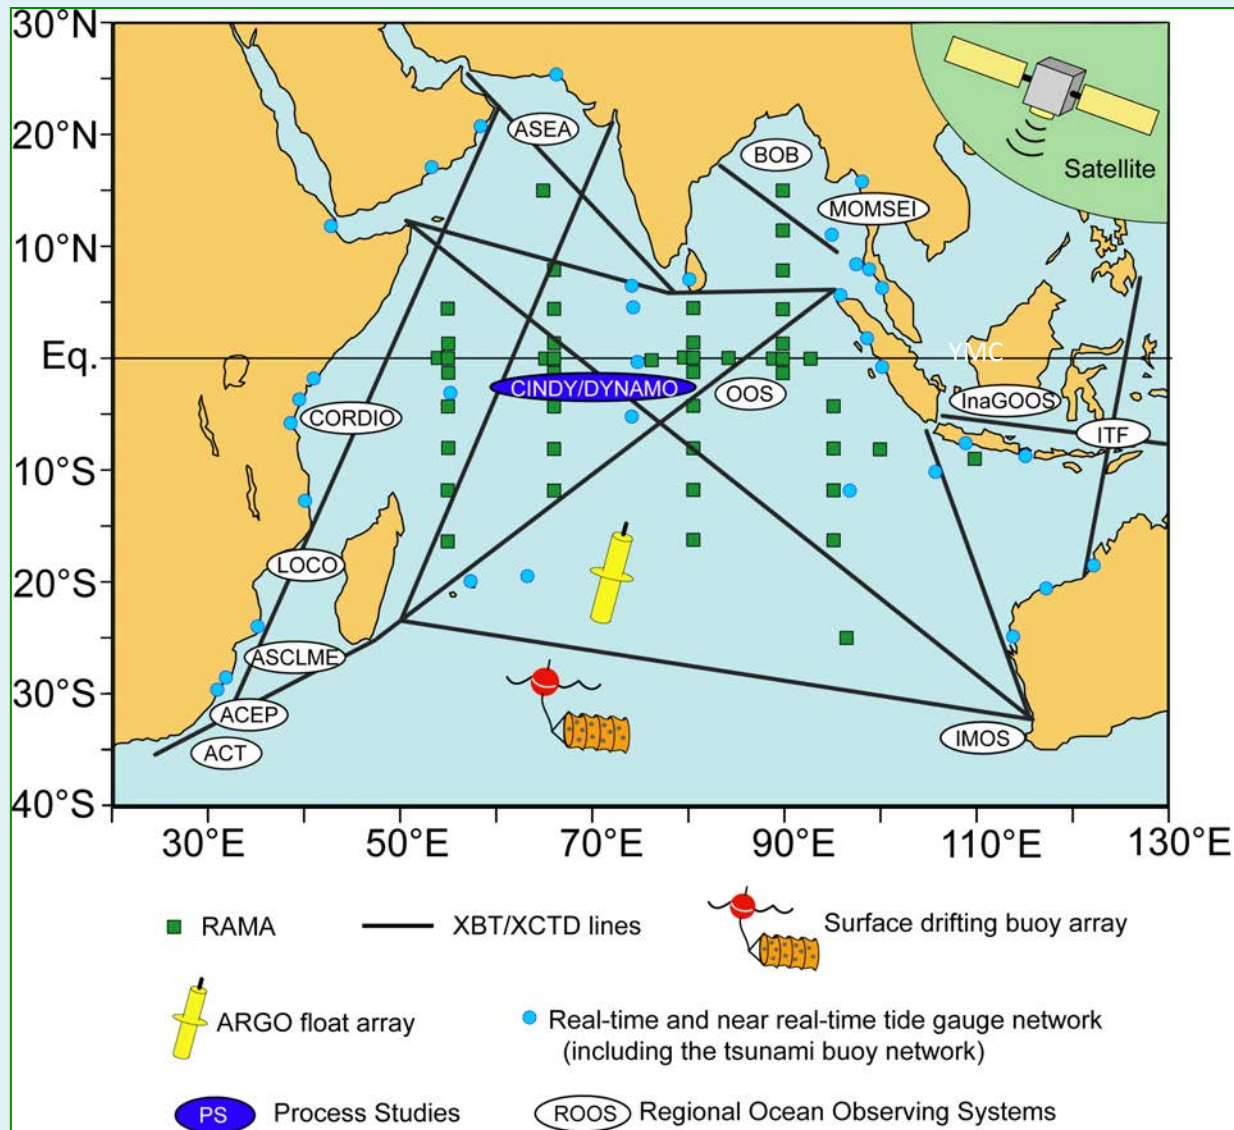 30°N
20°N
10°N
Eq.
10°S
20°S
30°S
40°S
30°E
50°E
70°E
90°E
110°E
130°E
ASEA
BOB
MOMSEI
Satellite
YMC
CINDY/DYNAMO
OOS
InaGOOS
CORDIO
ITF
LOCO
ASCLME
ACEP
ACT
IMOS
RAMA
XBT/XCTD lines
Surface drifting buoy array
ARGO float array
Real-time and near real-time tide gauge network
(including the tsunami buoy network)
PS Process Studies
ROOS Regional Ocean Observing Systems